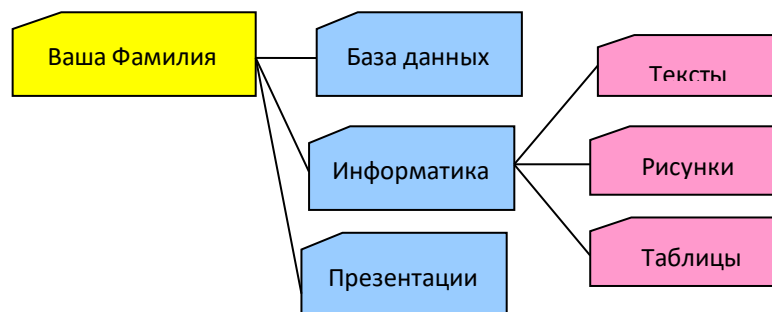 Ваша Фамилия
База данных
Информатика
Презентации
Тексты
Рисунки
Таблицы